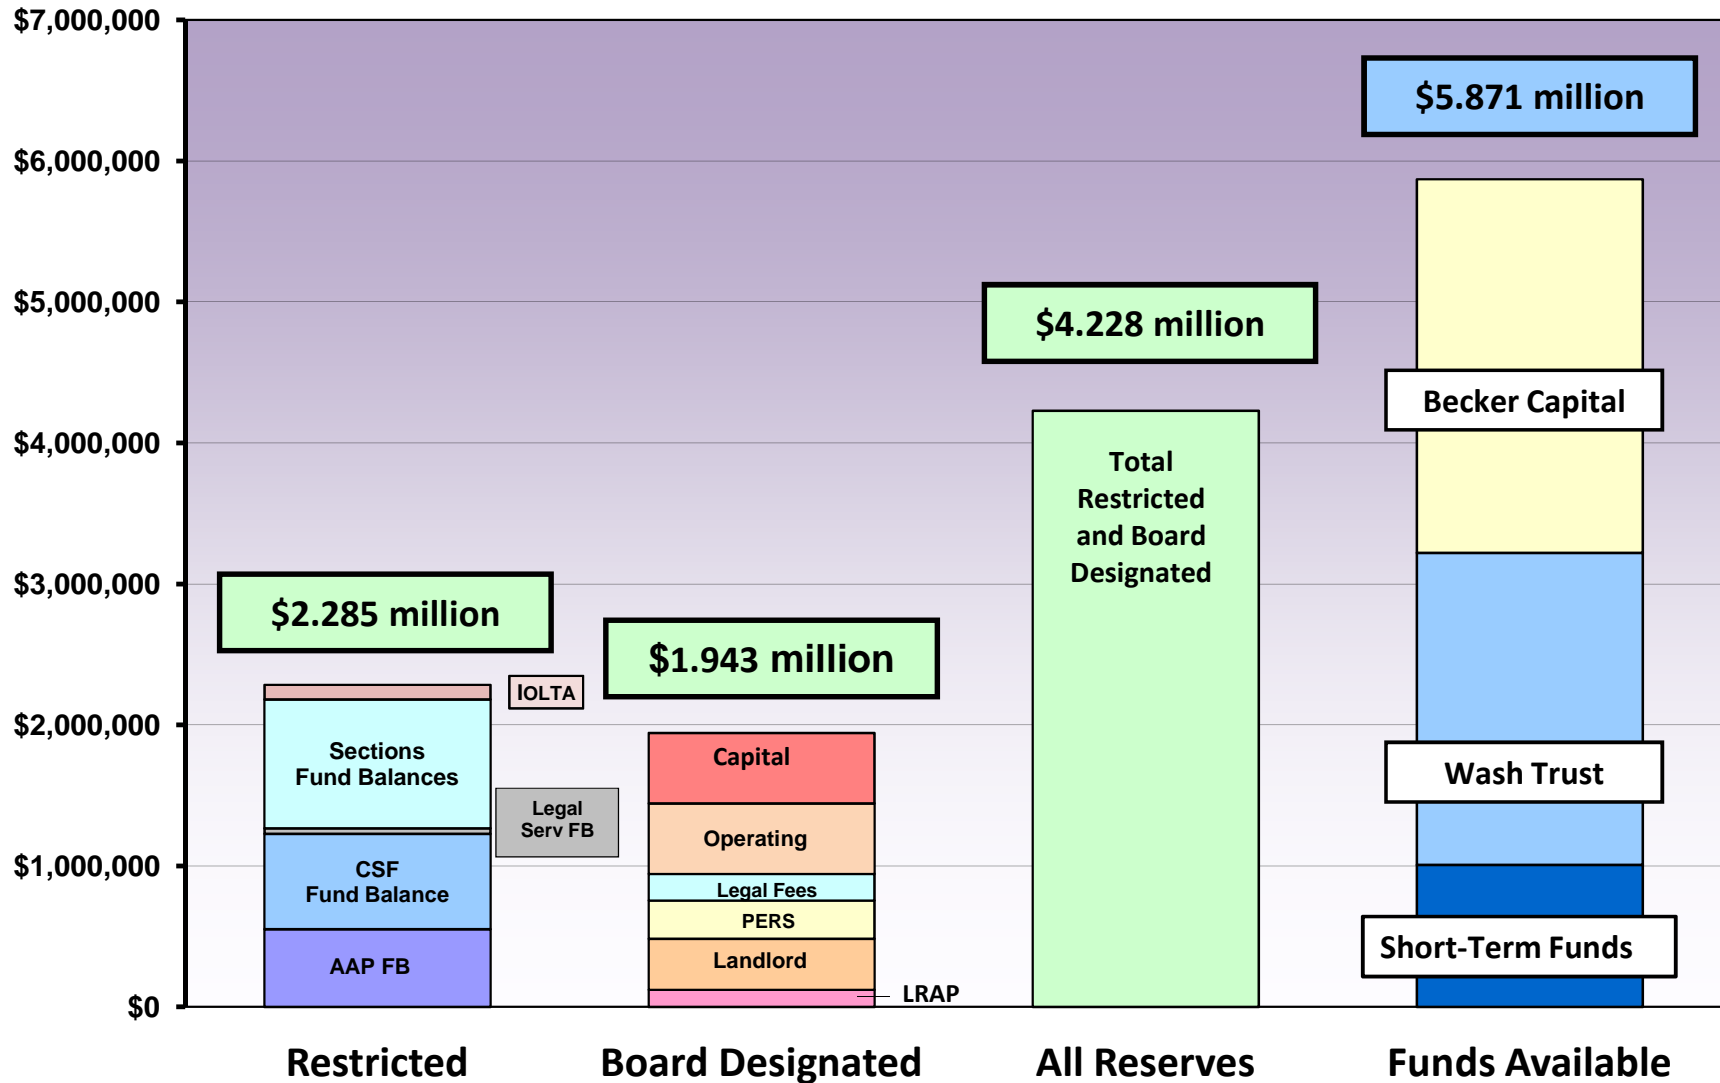 $7,000,000
$6,000,000
$5,000,000
$4,000,000
$3,000,000
$2,000,000
$1,000,000
$0
$2.285 million
IOLTA
Sections
Fund Balances
Legal
Serv FB
CSF
Fund Balance
AAP FB
Restricted
$1.943 million
Capital
Operating
Legal Fees
PERS
Landlord
LRAP
Board Designated
$4.228 million
Total
Restricted
and Board
Designated
All Reserves
$5.871 million
Becker Capital
Wash Trust
Short-Term Funds
Funds Available